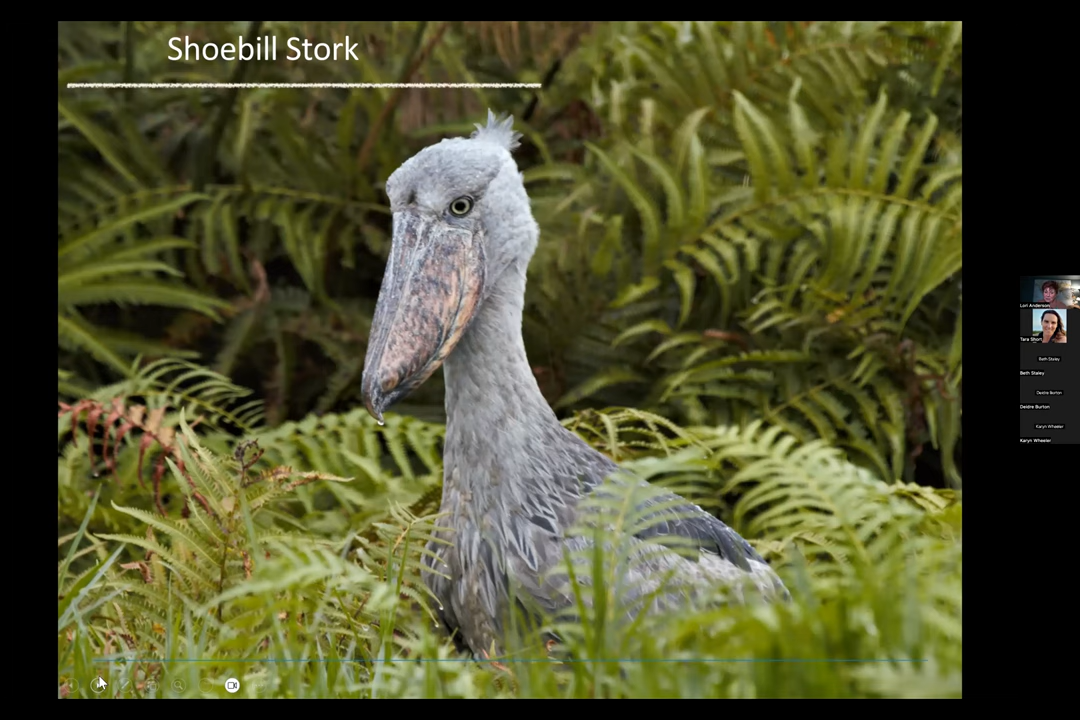 Shoebill Stork
Lori Anderson
Tara Short
Beth Staley
Beth Staley
Deidre Burton
Deidre Burton
Karyn Wheeler
Karyn Wheeler